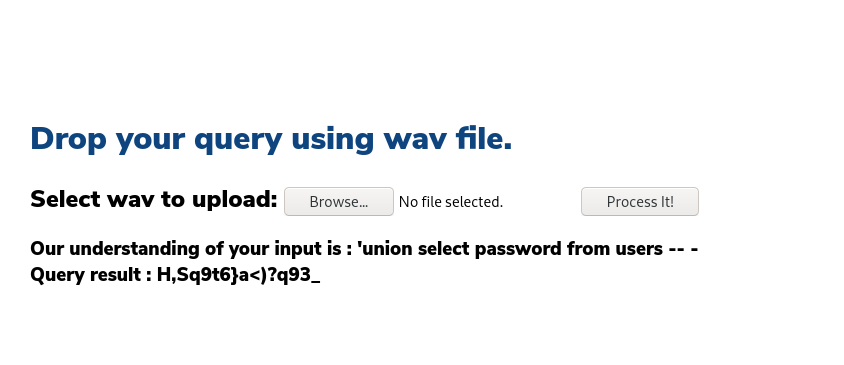 Drop your query using wav file.
Select wav to upload: Browse... No file selected. Process It!
Our understanding of your input is : 'union select password from users -- -
Query result : H,Sq9t6}a<)?q93_